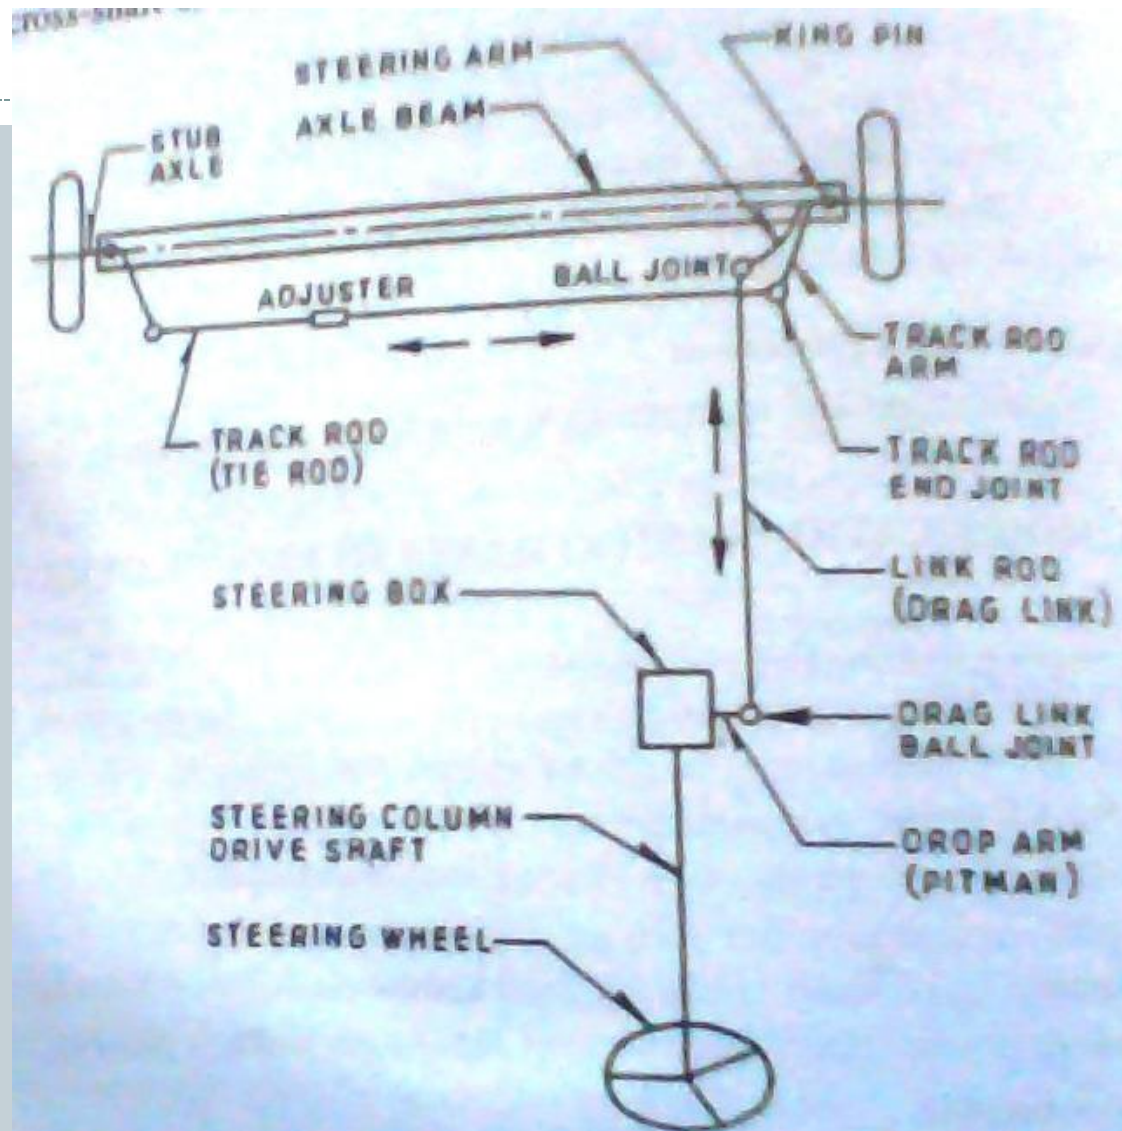 KING PIN
STEERING ARM
AXLE BEAM
STUB
AXLE
BALL JOINT
ADJUSTER
TRACK ROD
ARM
TRACK ROD
(TIE ROD)
TRACK ROD
END JOINT
LINK ROD
(DRAG LINK)
STEERING BOX
DRAG LINK
BALL JOINT
STEERING COLUMN
DRIVE SHAFT
DROP ARM
(PITMAN)
STEERING WHEEL